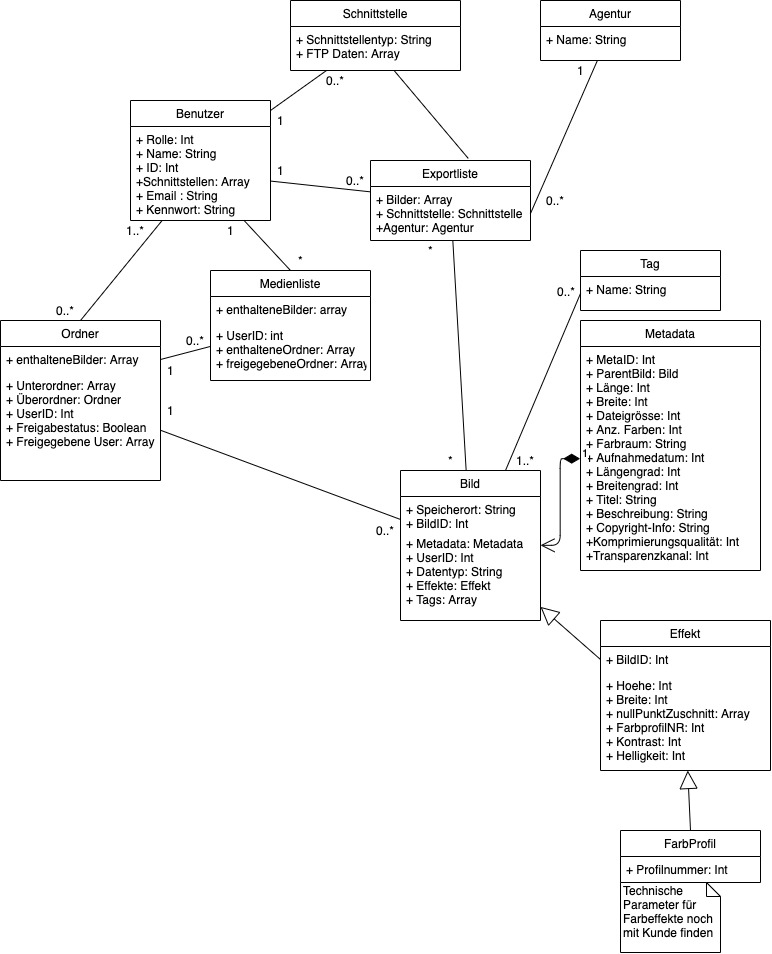 Schnittstelle
+ Schnittstellentyp: String
+ FTP Daten: Array
Agentur
+ Name: String
0..*
1
1
Benutzer
+ Rolle: Int
+ Name: String
+ ID: Int
+Schnittstellen: Array
+ Email : String
+ Kennwort: String
1
0..*
Exportliste
+ Bilder: Array
+ Schnittstelle: Schnittstelle
+Agentur: Agentur
0..*
1..*
1
*
*
0..*
Medienliste
+ enthalteneBilder: array
+ UserID: int
+ enthalteneOrdner: Array
+ freigegebeneOrdner: Array
Tag
+ Name: String
0..*
0..*
1
1
Ordner
+ enthalteneBilder: Array
+ Unterordner: Array
+ Überordner: Ordner
+ UserID: Int
+ Freigabestatus: Boolean
+ Freigegebene User: Array
Metadata
+ MetaID: Int
+ ParentBild: Bild
+ Länge: Int
+ Breite: Int
+ Dateigrösse: Int
+ Anz. Farben: Int
+ Farbraum: String
+ Aufnahmedatum: Int
+ Längengrad: Int
+ Breitengrad: Int
+ Titel: String
+ Beschreibung: String
+ Copyright-Info: String
+Komprimierungsqualität: Int
+Transparenzkanal: Int
1
*
1..*
0..*
Bild
+ Speicherort: String
+ BildID: Int
+ Metadata: Metadata
+ UserID: Int
+ Datentyp: String
+ Effekte: Effekt
+ Tags: Array
Effekt
+ BildID: Int
+ Hoehe: Int
+ Breite: Int
+ nullPunktZuschnitt: Array
+ FarbprofilNR: Int
+ Kontrast: Int
+ Helligkeit: Int
FarbProfil
+ Profilnummer: Int
Technische
Parameter für
Farbeffekte noch
mit Kunde finden